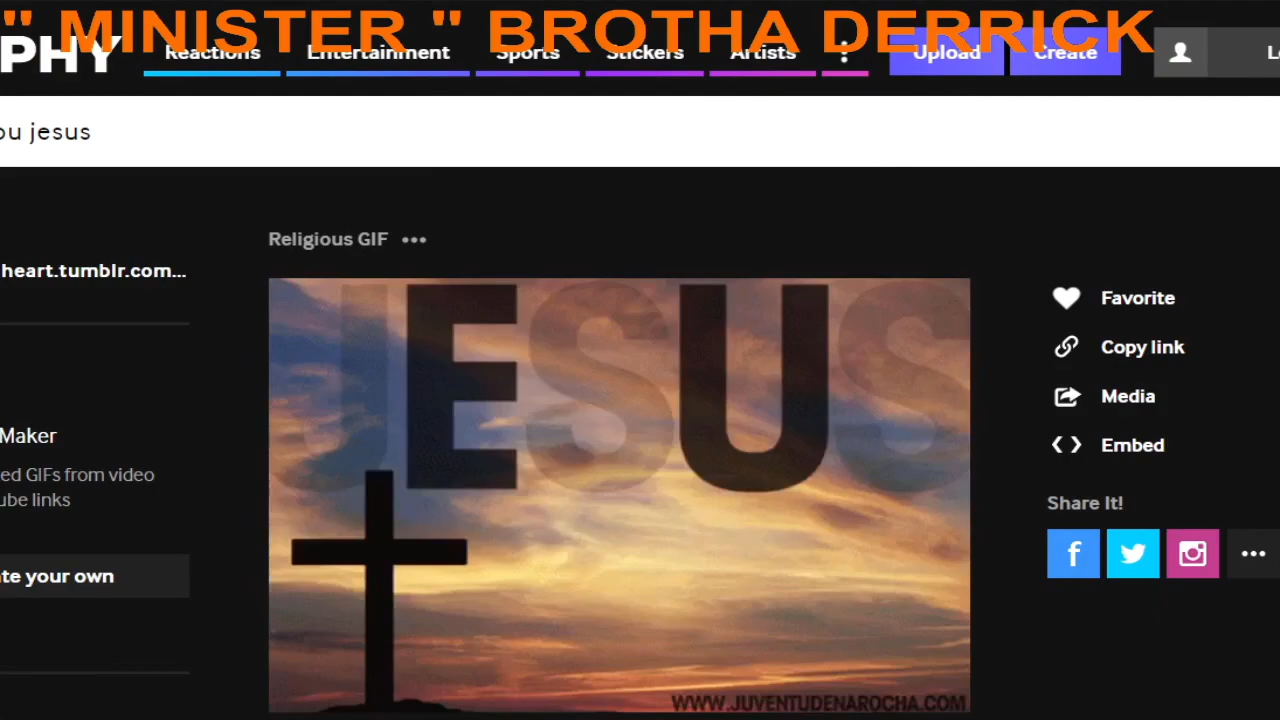 " MINISTER " BROTHA DERRICK
PHY Reactions Entertainment Sports Stickers Artists Upload Create
ou jesus
Religious GIF
heart.tumblr.com...
JESUS
Favorite
Copy link
Media
Embed
Maker
ed GIFs from video
ube links
Share It!
te your own
WWW.JUVENTUDENAROCHA.COM